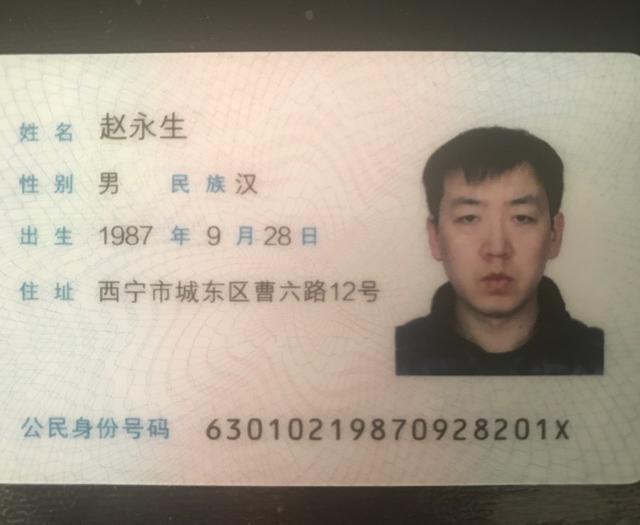 姓名 赵永生
性别 男 民族 汉
出生 1987 年 9 月 28 日
住址 西宁市城东区曹六路12号
公民身份号码 63010219870928201X